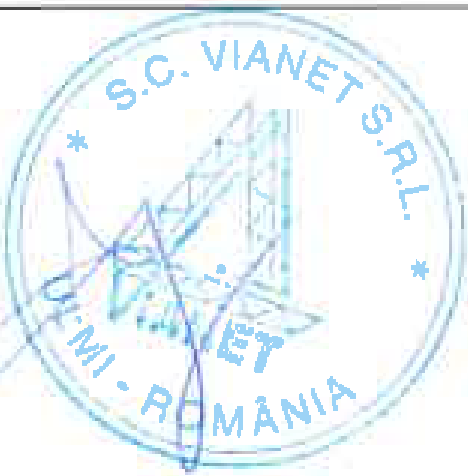 * S.C. VIANET S.R.L. *
ROMÂNIA